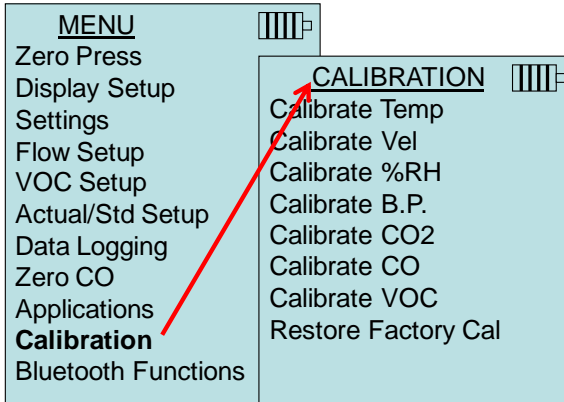 MENU
Zero Press
Display Setup
Settings
Flow Setup
VOC Setup
Actual/Std Setup
Data Logging
Zero CO
Applications
Calibration
Bluetooth Functions
CALIBRATION
Calibrate Temp
Calibrate Vel
Calibrate %RH
Calibrate B.P.
Calibrate CO2
Calibrate CO
Calibrate VOC
Restore Factory Cal